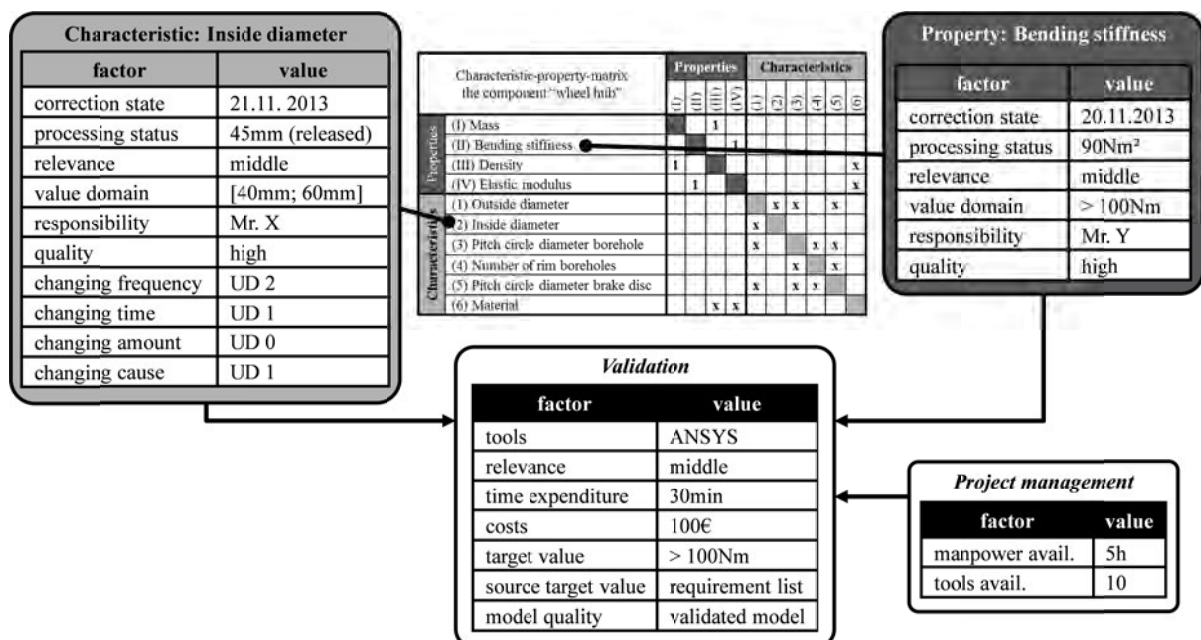 Characteristic: Inside diameter
factor value
correction state 21.11. 2013
processing status 45mm (released)
relevance middle
value domain [40mm; 60mm]
responsibility Mr. X
quality high
changing frequency UD 2
changing time UD 1
changing amount UD 0
changing cause UD 1
Characteristic-property-matrix
the component "wheel hub"
Properties Characteristics
(I) (II) (III) (IV) (1) (2) (3) (4) (5) (6)
Properties
(I) Mass 1
(II) Bending stiffness 1
(III) Density 1 x
(IV) Elastic modulus 1 x
Characteristics
(1) Outside diameter x x x
(2) Inside diameter x
(3) Pitch circle diameter borehole x x x
(4) Number of rim boreholes x x
(5) Pitch circle diameter brake disc x x x
(6) Material x x
Property: Bending stiffness
factor value
correction state 20.11.2013
processing status 90Nm²
relevance middle
value domain > 100Nm
responsibility Mr. Y
quality high
Validation
factor value
tools ANSYS
relevance middle
time expenditure 30min
costs 100€
target value > 100Nm
source target value requirement list
model quality validated model
Project management
factor value
manpower avail. 5h
tools avail. 10